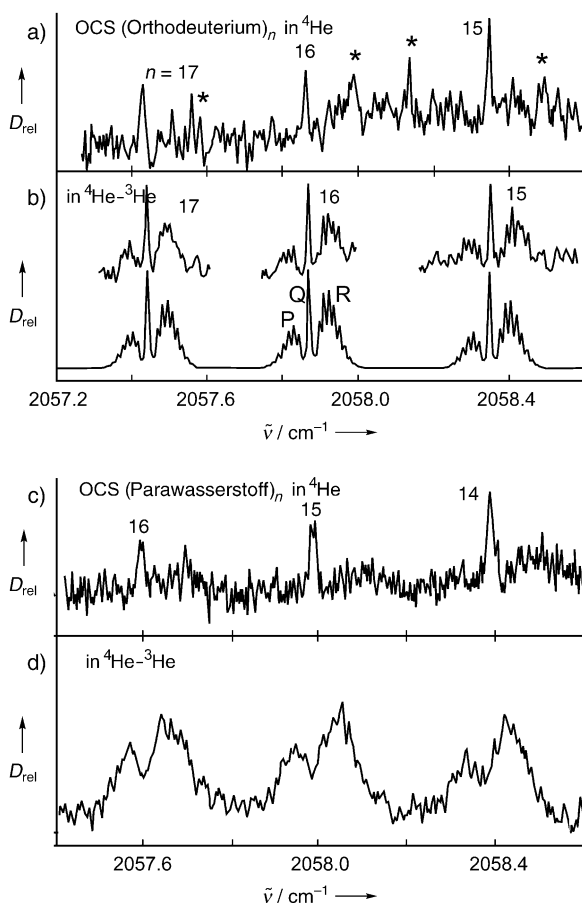 a) OCS (Orthodeuterium)n in 4He
15
16
n = 17
* * * *
Drel
b) in 4He–3He
17
16
15
Q
R
P
Drel
2057.2 2057.6 2058.0 2058.4
ṽ / cm–1
c) OCS (Parawasserstoff)n in 4He
14
15
16
Drel
d) in 4He–3He
Drel
2057.6 2058.0 2058.4
ṽ / cm–1